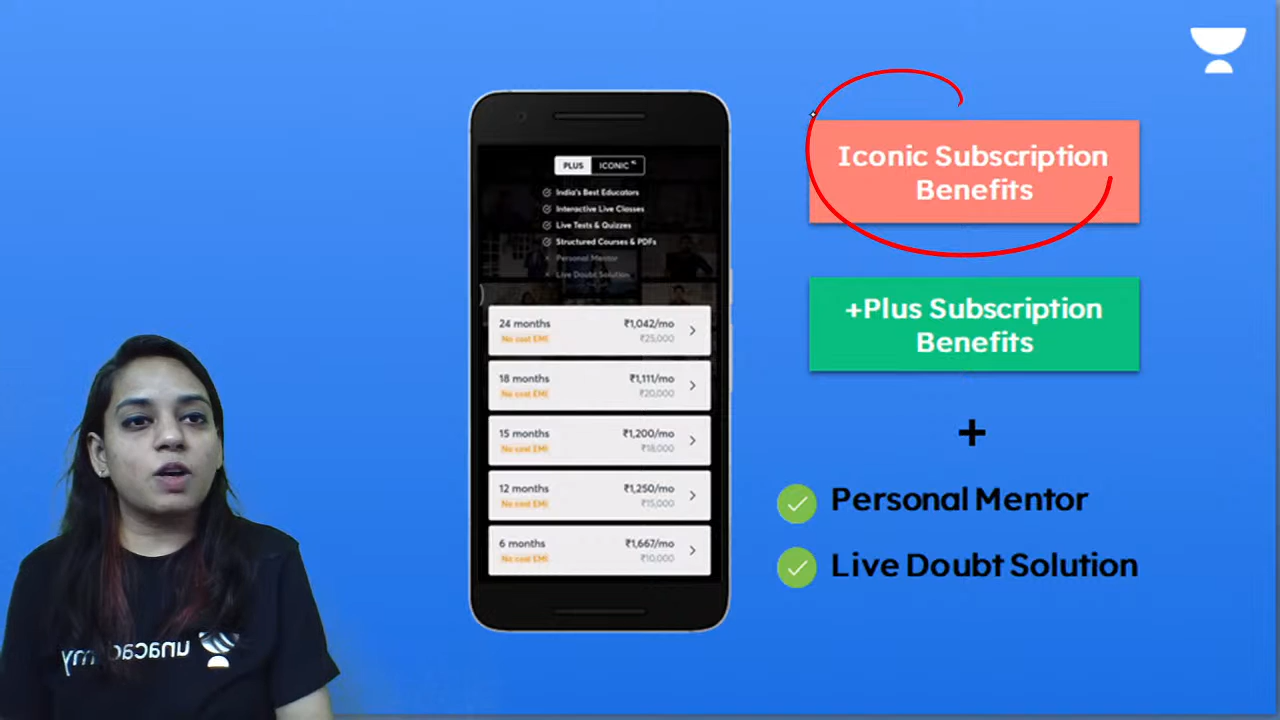 PLUS ICONIC
India's Best Educators
Interactive Live Classes
Live Tests & Quizzes
Structured Courses & PDFs
Personal Mentor
Live Doubt Solution
24 months ₹1,042/mo
No cost EMI ₹25,000
18 months ₹1,111/mo
No cost EMI ₹20,000
15 months ₹1,200/mo
No cost EMI ₹18,000
12 months ₹1,250/mo
No cost EMI ₹15,000
6 months ₹1,667/mo
No cost EMI ₹10,000
Iconic Subscription
Benefits
+Plus Subscription
Benefits
+
Personal Mentor
Live Doubt Solution
unacademy